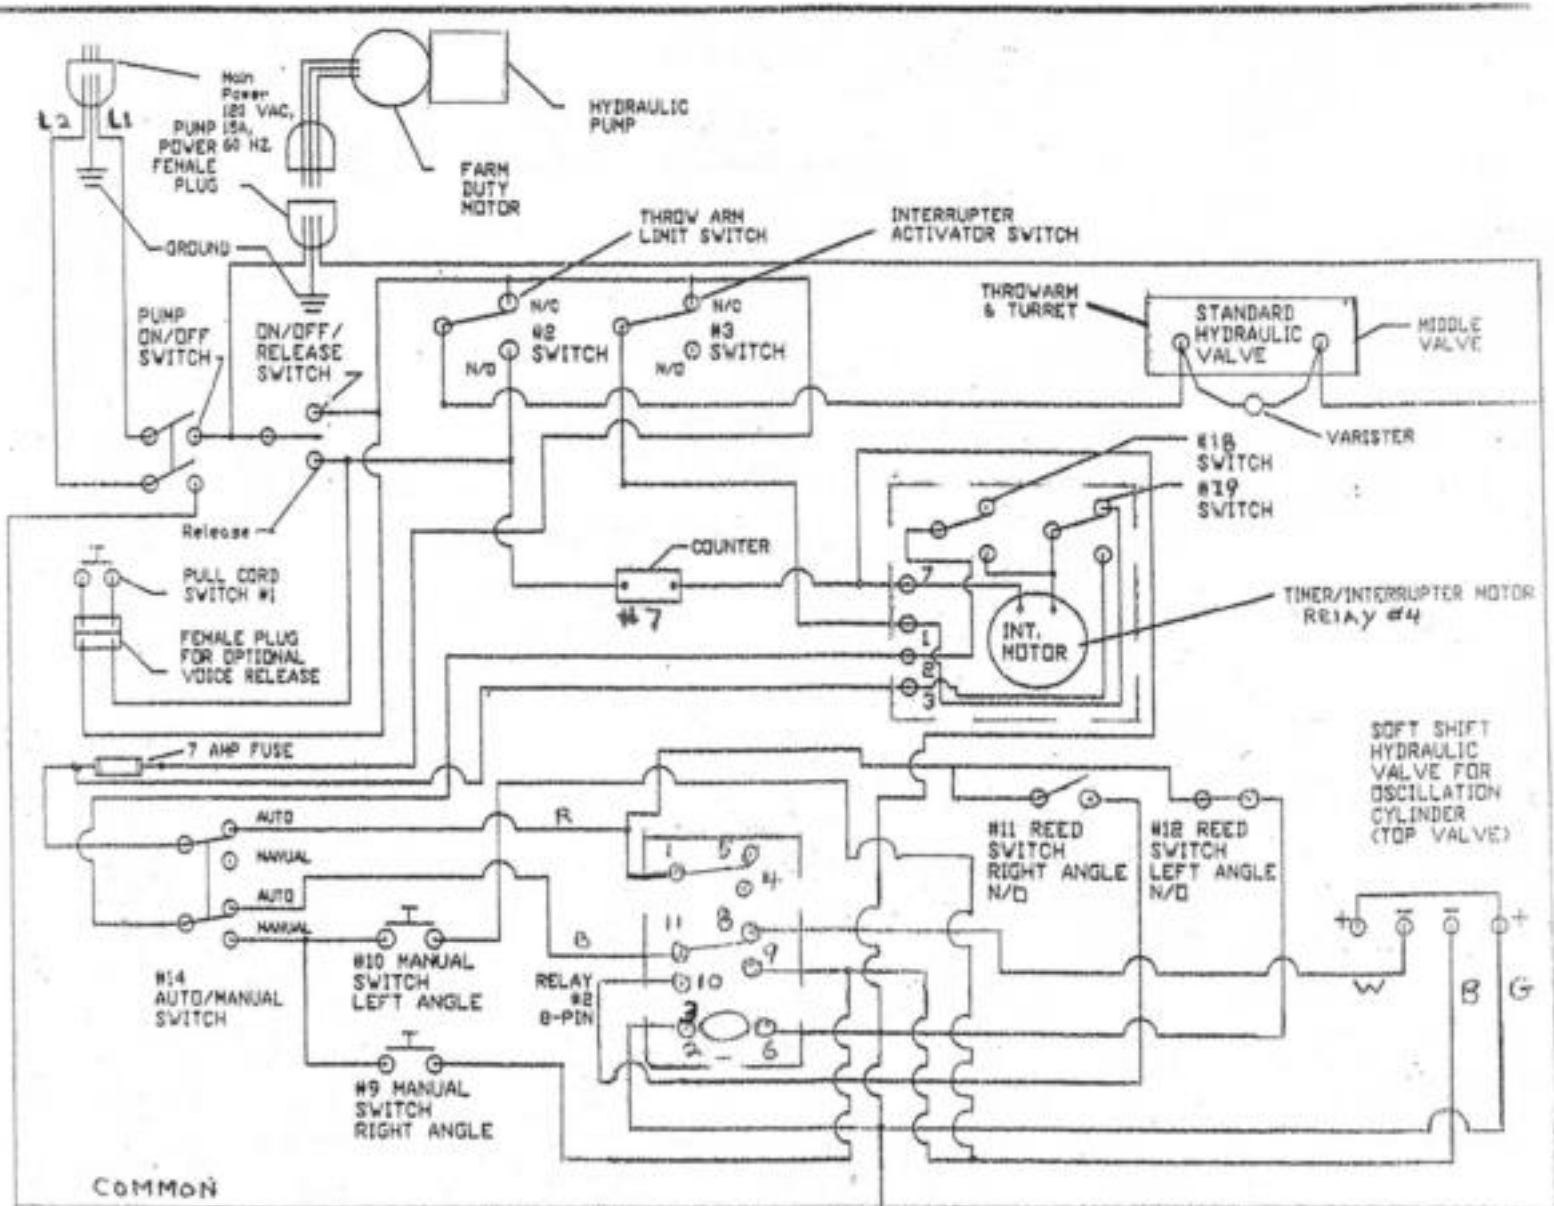 Main
Power
120 VAC,
15A,
60 HZ
L2
L1
PUMP
POWER
FEMALE
PLUG
HYDRAULIC
PUMP
FARM
DUTY
MOTOR
GROUND
THROW ARM
LIMIT SWITCH
INTERRUPTER
ACTIVATOR SWITCH
THROWARM
& TURRET
STANDARD
HYDRAULIC
VALVE
MIDDLE
VALVE
VARISTER
PUMP
ON/OFF
SWITCH
ON/OFF/
RELEASE
SWITCH
N/C
#2
SWITCH
N/O
N/C
#3
SWITCH
N/O
#18
SWITCH
#19
SWITCH
Release
PULL CORD
SWITCH #1
FEMALE PLUG
FOR OPTIONAL
VOICE RELEASE
COUNTER
#7
7
1
2
3
INT.
MOTOR
TIMER/INTERRUPTER MOTOR
RElAy #4
7 AMP FUSE
SOFT SHIFT
HYDRAULIC
VALVE FOR
OSCILLATION
CYLINDER
(TOP VALVE)
AUTO
MANUAL
AUTO
MANUAL
R
B
#14
AUTO/MANUAL
SWITCH
#10 MANUAL
SWITCH
LEFT ANGLE
#9 MANUAL
SWITCH
RIGHT ANGLE
RELAY
#2
8-PIN
1
5
4
11
8
9
10
3
2
-
6
#11 REED
SWITCH
RIGHT ANGLE
N/O
#12 REED
SWITCH
LEFT ANGLE
N/O
+
-
-
+
W
B
G
COMMON